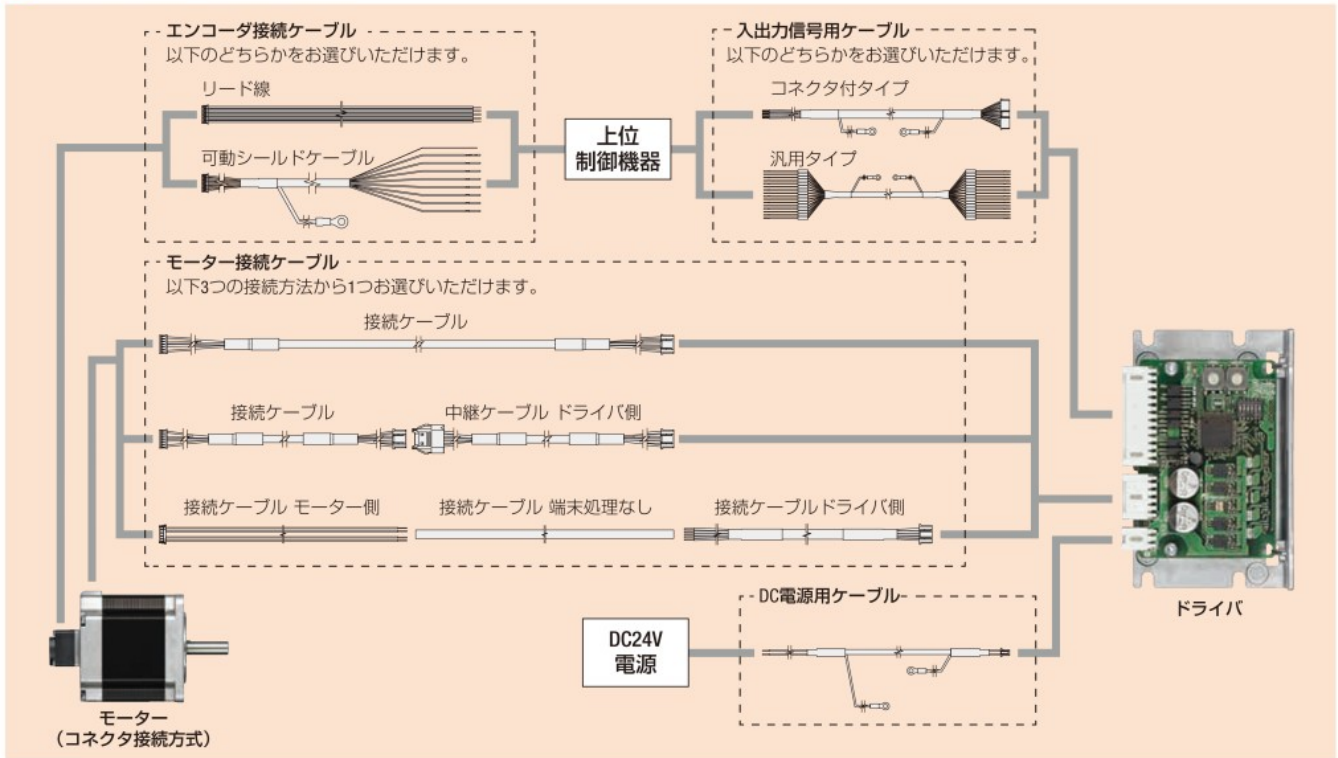 エンコーダ接続ケーブル
以下のどちらかをお選びいただけます。
リード線
可動シールドケーブル
上位
制御機器
入出力信号用ケーブル
以下のどちらかをお選びいただけます。
コネクタ付タイプ
汎用タイプ
モーター接続ケーブル
以下3つの接続方法から1つお選びいただけます。
接続ケーブル
接続ケーブル
中継ケーブル ドライバ側
接続ケーブル モーター側
接続ケーブル 端末処理なし
接続ケーブルドライバ側
ドライバ
DC電源用ケーブル
DC24V
電源
モーター
(コネクタ接続方式)